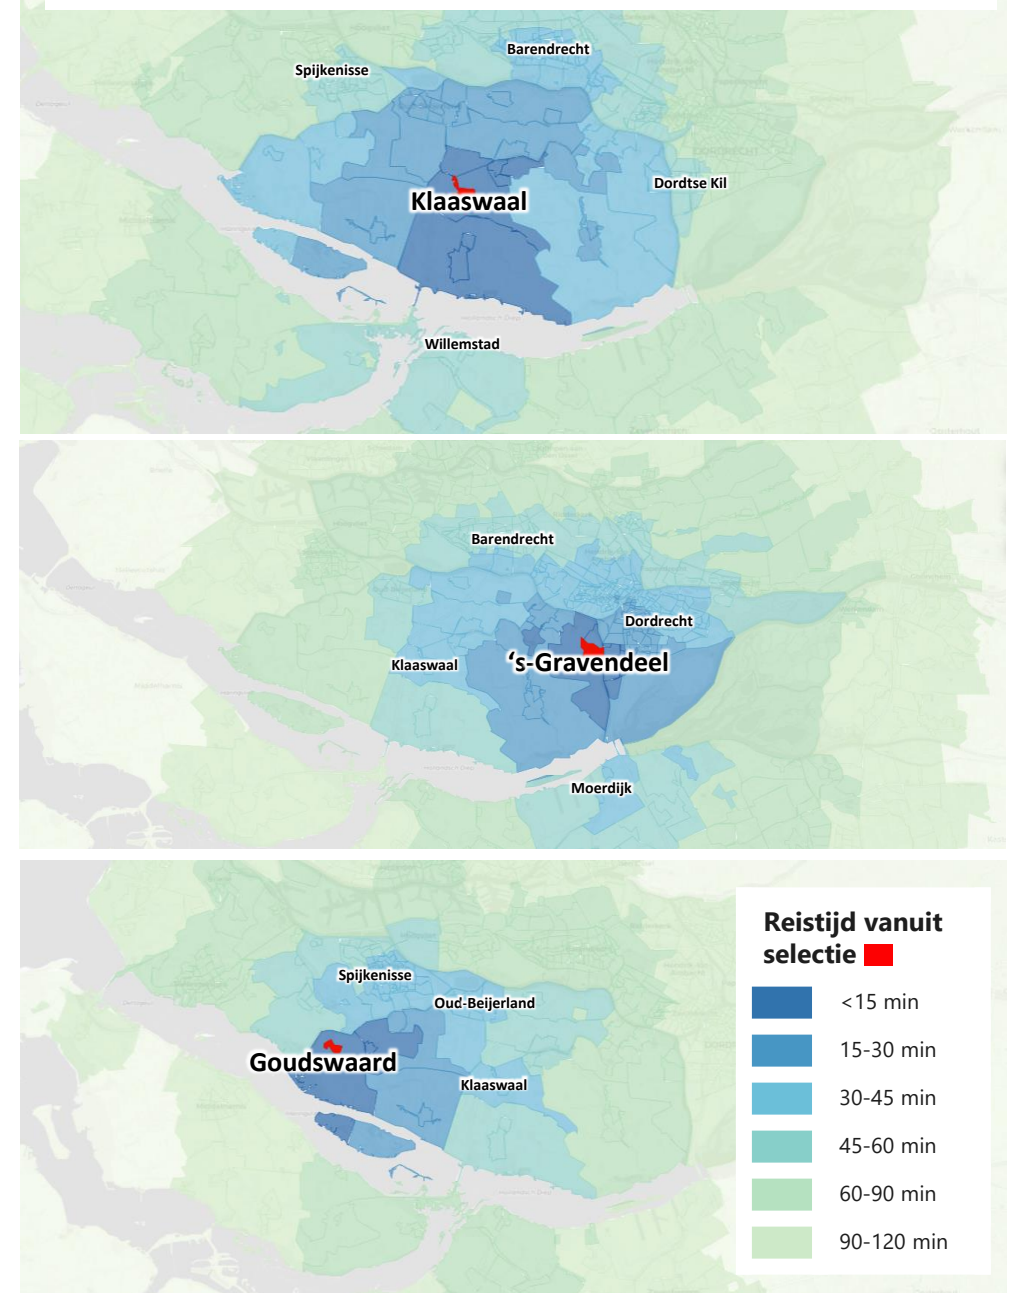 Barendrecht
Spijkenisse
DORDRECHT
Dordtse Kil
Klaaswaal
Willemstad
Barendrecht
Dordrecht
Klaaswaal
‘s-Gravendeel
Moerdijk
Spijkenisse
Oud-Beijerland
Goudswaard
Klaaswaal
Reistijd vanuit
selectie
<15 min
15-30 min
30-45 min
45-60 min
60-90 min
90-120 min